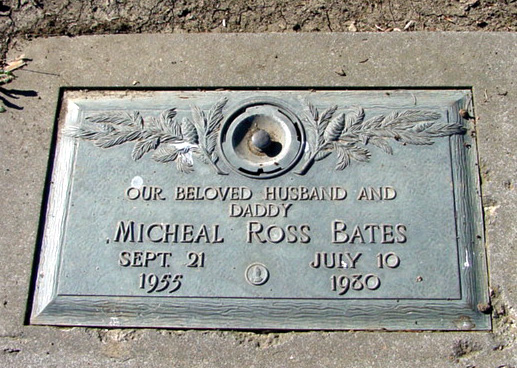 OUR BELOVED HUSBAND AND
DADDY
MICHEAL ROSS BATES
SEPT 21 JULY 10
1955 1980